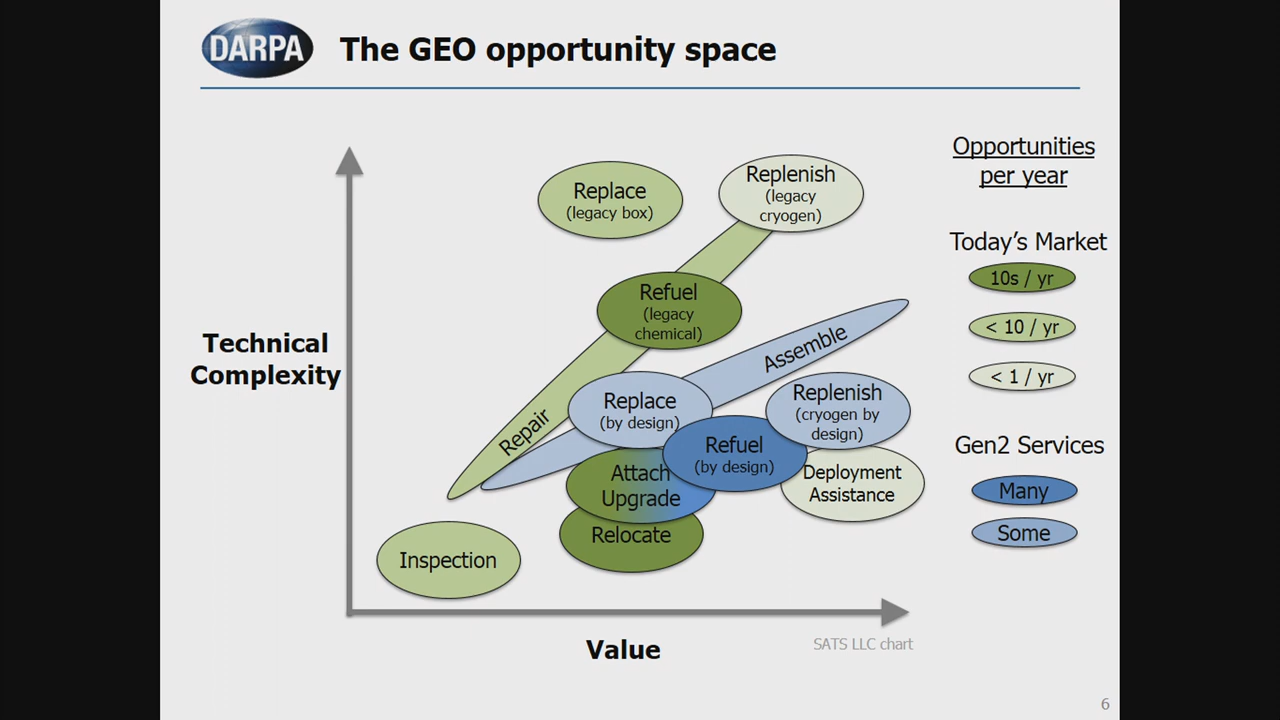 DARPA
The GEO opportunity space
Opportunities
per year
Replace
(legacy box)
Replenish
(legacy
cryogen)
Today's Market
10s / yr
< 10 / yr
< 1 / yr
Refuel
(legacy
chemical)
Technical
Complexity
Assemble
Repair
Replace
(by design)
Replenish
(cryogen by
design)
Refuel
(by design)
Gen2 Services
Many
Some
Attach
Upgrade
Deployment
Assistance
Relocate
Inspection
Value
SATS LLC chart
6